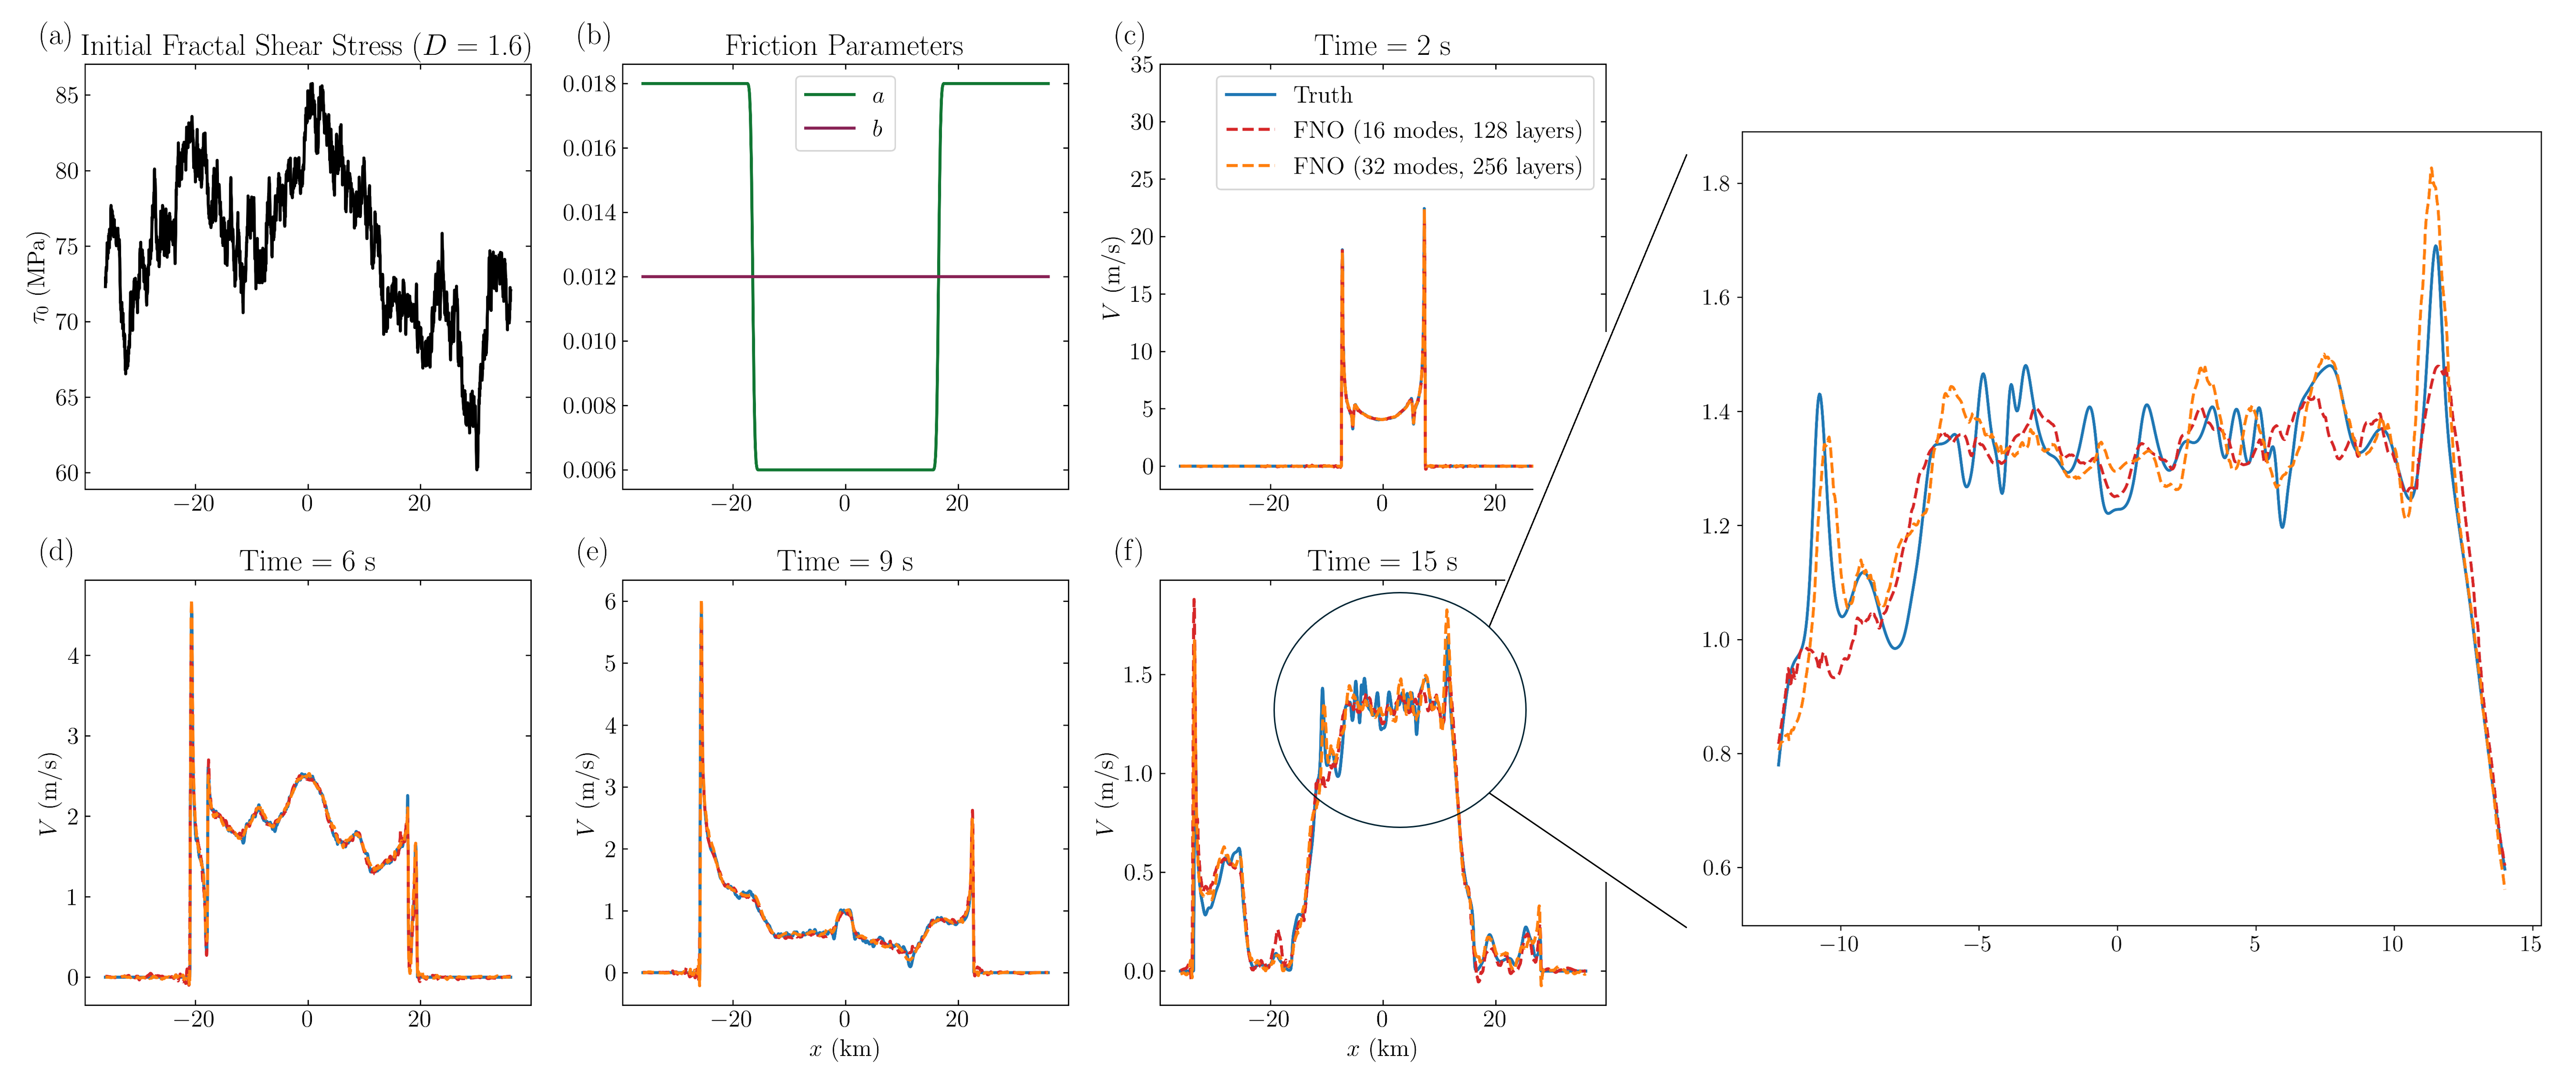 (a) Initial Fractal Shear Stress (D = 1.6)
85
80
75
70
65
60
τ0 (MPa)
−20 0 20
(b) Friction Parameters
a
b
0.018
0.016
0.014
0.012
0.010
0.008
0.006
−20 0 20
(c) Time = 2 s
Truth
FNO (16 modes, 128 layers)
FNO (32 modes, 256 layers)
35
30
25
20
15
10
5
0
V (m/s)
−20 0 20
(d) Time = 6 s
4
3
2
1
0
V (m/s)
−20 0 20
(e) Time = 9 s
6
5
4
3
2
1
0
V (m/s)
−20 0 20
x (km)
(f) Time = 15 s
1.5
1.0
0.5
0.0
V (m/s)
−20 0 20
x (km)
1.8
1.6
1.4
1.2
1.0
0.8
0.6
−10 −5 0 5 10 15